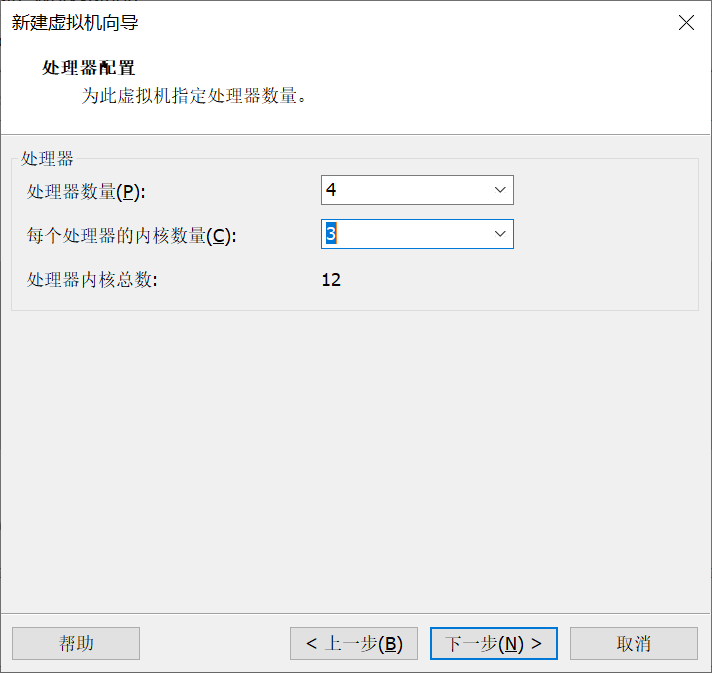 新建虚拟机向导
处理器配置
为此虚拟机指定处理器数量。
处理器
处理器数量(P): 4
每个处理器的内核数量(C): 3
处理器内核总数: 12
帮助 < 上一步(B) 下一步(N) > 取消